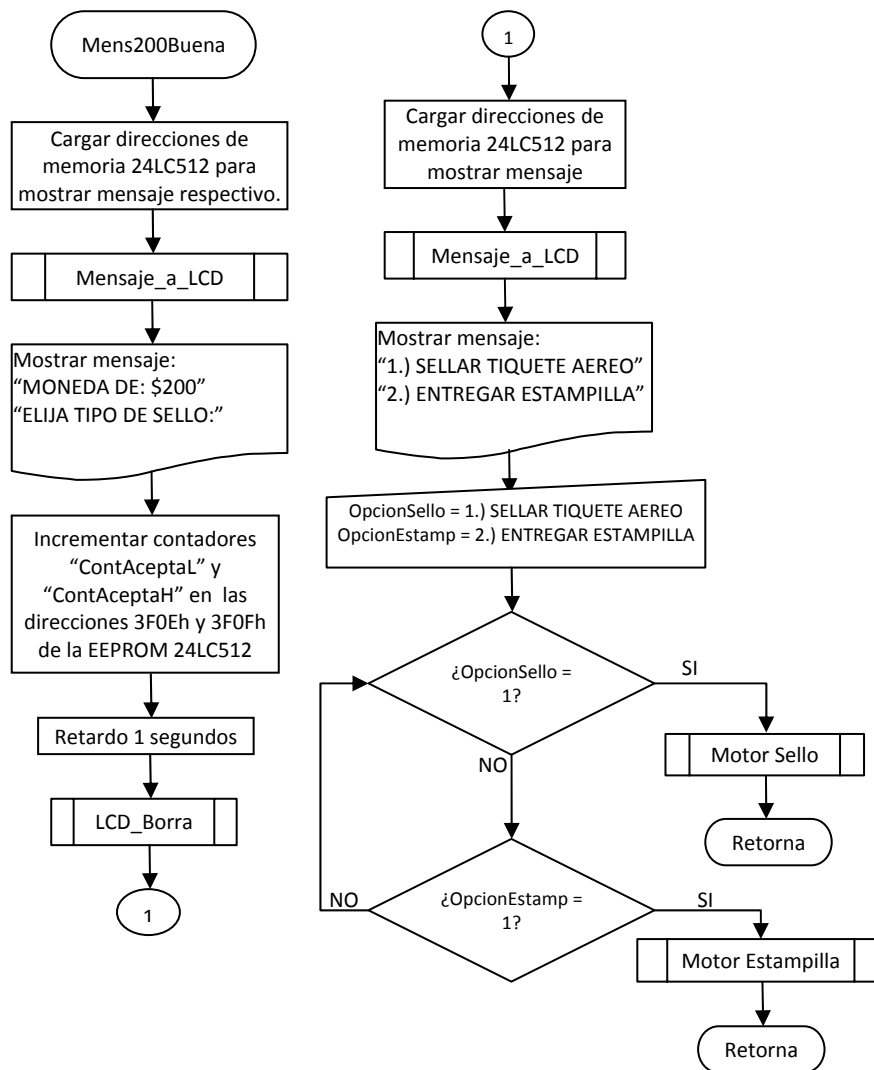 Mens200Buena
Cargar direcciones de
memoria 24LC512 para
mostrar mensaje respectivo.
Mensaje_a_LCD
Mostrar mensaje:
“MONEDA DE: $200”
“ELIJA TIPO DE SELLO:”
Incrementar contadores
“ContAceptaL” y
“ContAceptaH” en las
direcciones 3F0Eh y 3F0Fh
de la EEPROM 24LC512
Retardo 1 segundos
LCD_Borra
1
1
Cargar direcciones de
memoria 24LC512 para
mostrar mensaje
Mensaje_a_LCD
Mostrar mensaje:
“1.) SELLAR TIQUETE AEREO”
“2.) ENTREGAR ESTAMPILLA”
OpcionSello = 1.) SELLAR TIQUETE AEREO
OpcionEstamp = 2.) ENTREGAR ESTAMPILLA
¿OpcionSello =
1?
SI
Motor Sello
Retorna
NO
¿OpcionEstamp =
1?
NO
SI
Motor Estampilla
Retorna